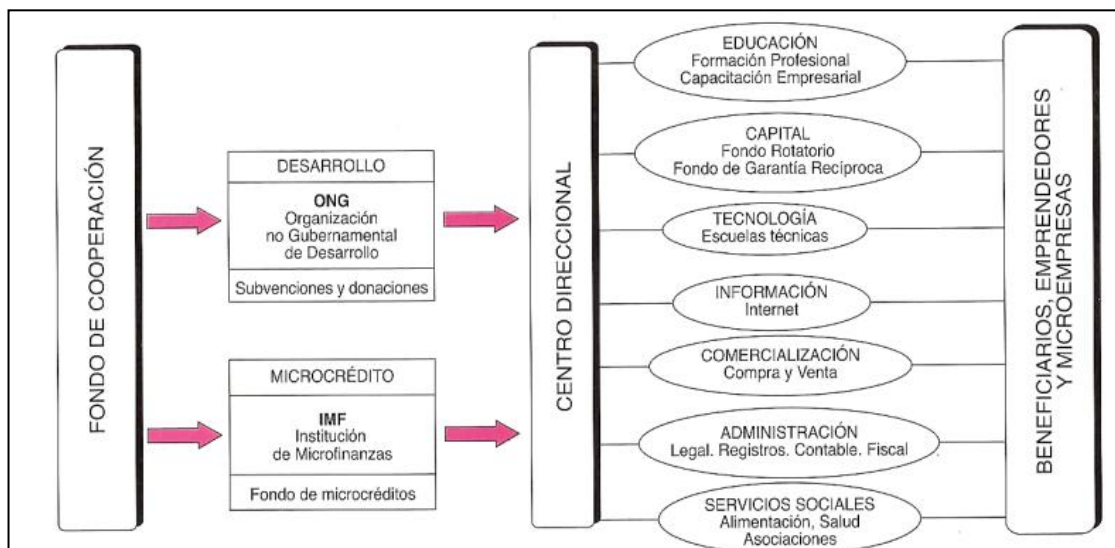 FONDO DE COOPERACIÓN
DESARROLLO
ONG
Organización
no Gubernamental
de Desarrollo
Subvenciones y donaciones
MICROCRÉDITO
IMF
Institución
de Microfinanzas
Fondo de microcréditos
CENTRO DIRECCIONAL
EDUCACIÓN
Formación Profesional
Capacitación Empresarial
CAPITAL
Fondo Rotatorio
Fondo de Garantía Recíproca
TECNOLOGÍA
Escuelas técnicas
INFORMACIÓN
Internet
COMERCIALIZACIÓN
Compra y Venta
ADMINISTRACIÓN
Legal. Registros. Contable. Fiscal
SERVICIOS SOCIALES
Alimentación, Salud
Asociaciones
BENEFICIARIOS, EMPRENDEDORES
Y MICROEMPRESAS